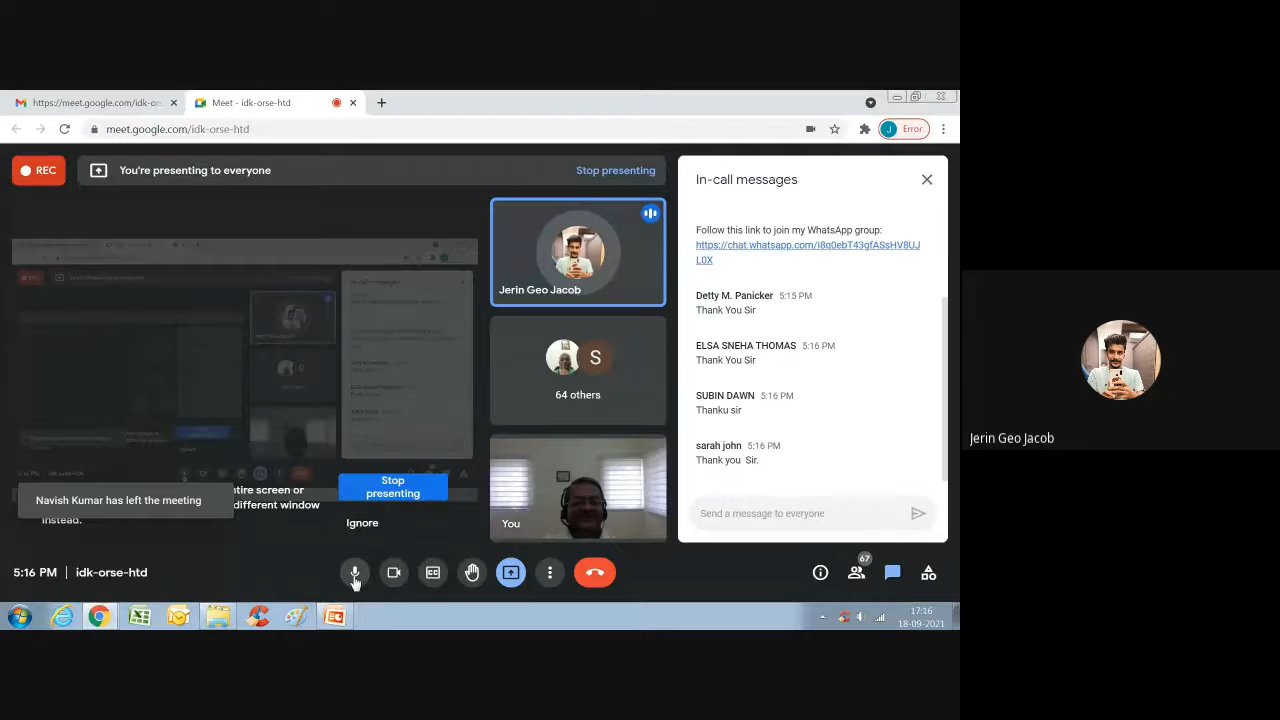 https://meet.google.com/idk-or
Meet - idk-orse-htd
meet.google.com/idk-orse-htd
J
Error
REC
You're presenting to everyone
Stop presenting
In-call messages
Follow this link to join my WhatsApp group:
https://chat.whatsapp.com/I8q0ebT43gfASsHV8UJ
L0X
Detty M. Panicker 5:15 PM
Thank You Sir
ELSA SNEHA THOMAS 5:16 PM
Thank You Sir
SUBIN DAWN 5:16 PM
Thanku sir
sarah john 5:16 PM
Thank you Sir.
Send a message to everyone
Jerin Geo Jacob
S
64 others
You
Navish Kumar has left the meeting
ntire screen or
different window
instead.
Stop
presenting
Ignore
5:16 PM | idk-orse-htd
67
17:16
18-09-2021
Jerin Geo Jacob